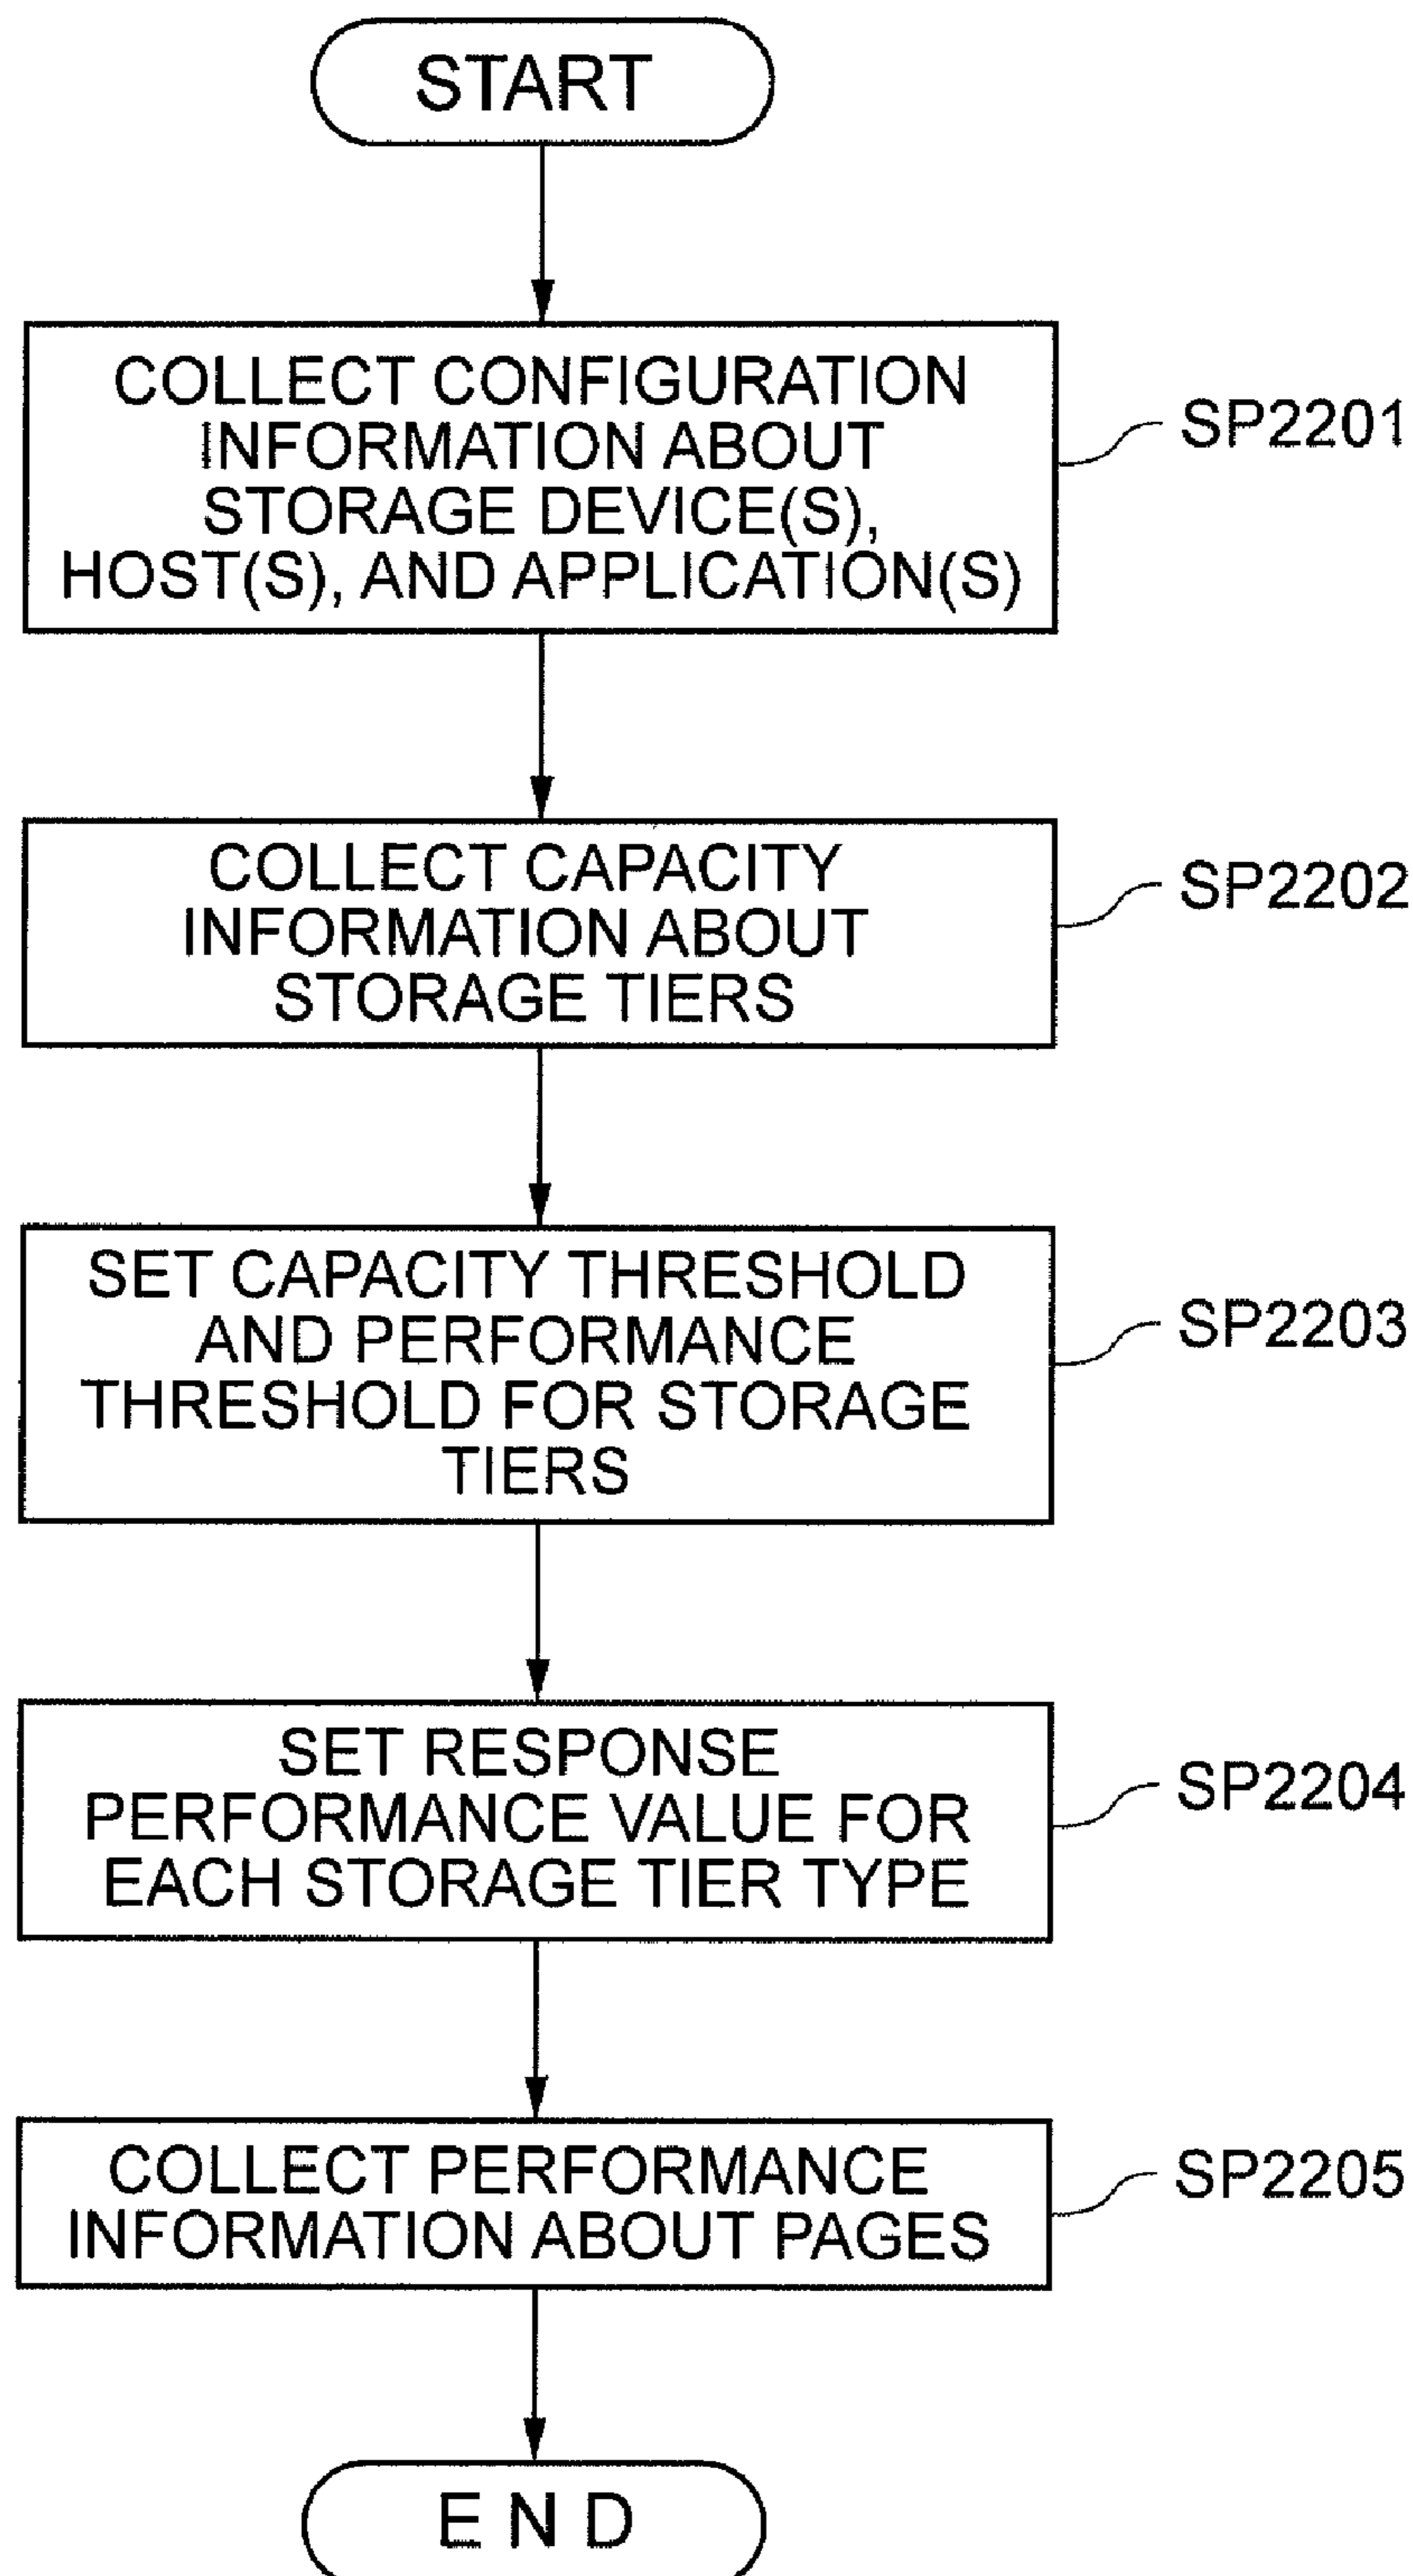 START
COLLECT CONFIGURATION
INFORMATION ABOUT
STORAGE DEVICE(S),
HOST(S), AND APPLICATION(S)
SP2201
COLLECT CAPACITY
INFORMATION ABOUT
STORAGE TIERS
SP2202
SET CAPACITY THRESHOLD
AND PERFORMANCE
THRESHOLD FOR STORAGE
TIERS
SP2203
SET RESPONSE
PERFORMANCE VALUE FOR
EACH STORAGE TIER TYPE
SP2204
COLLECT PERFORMANCE
INFORMATION ABOUT PAGES
SP2205
END